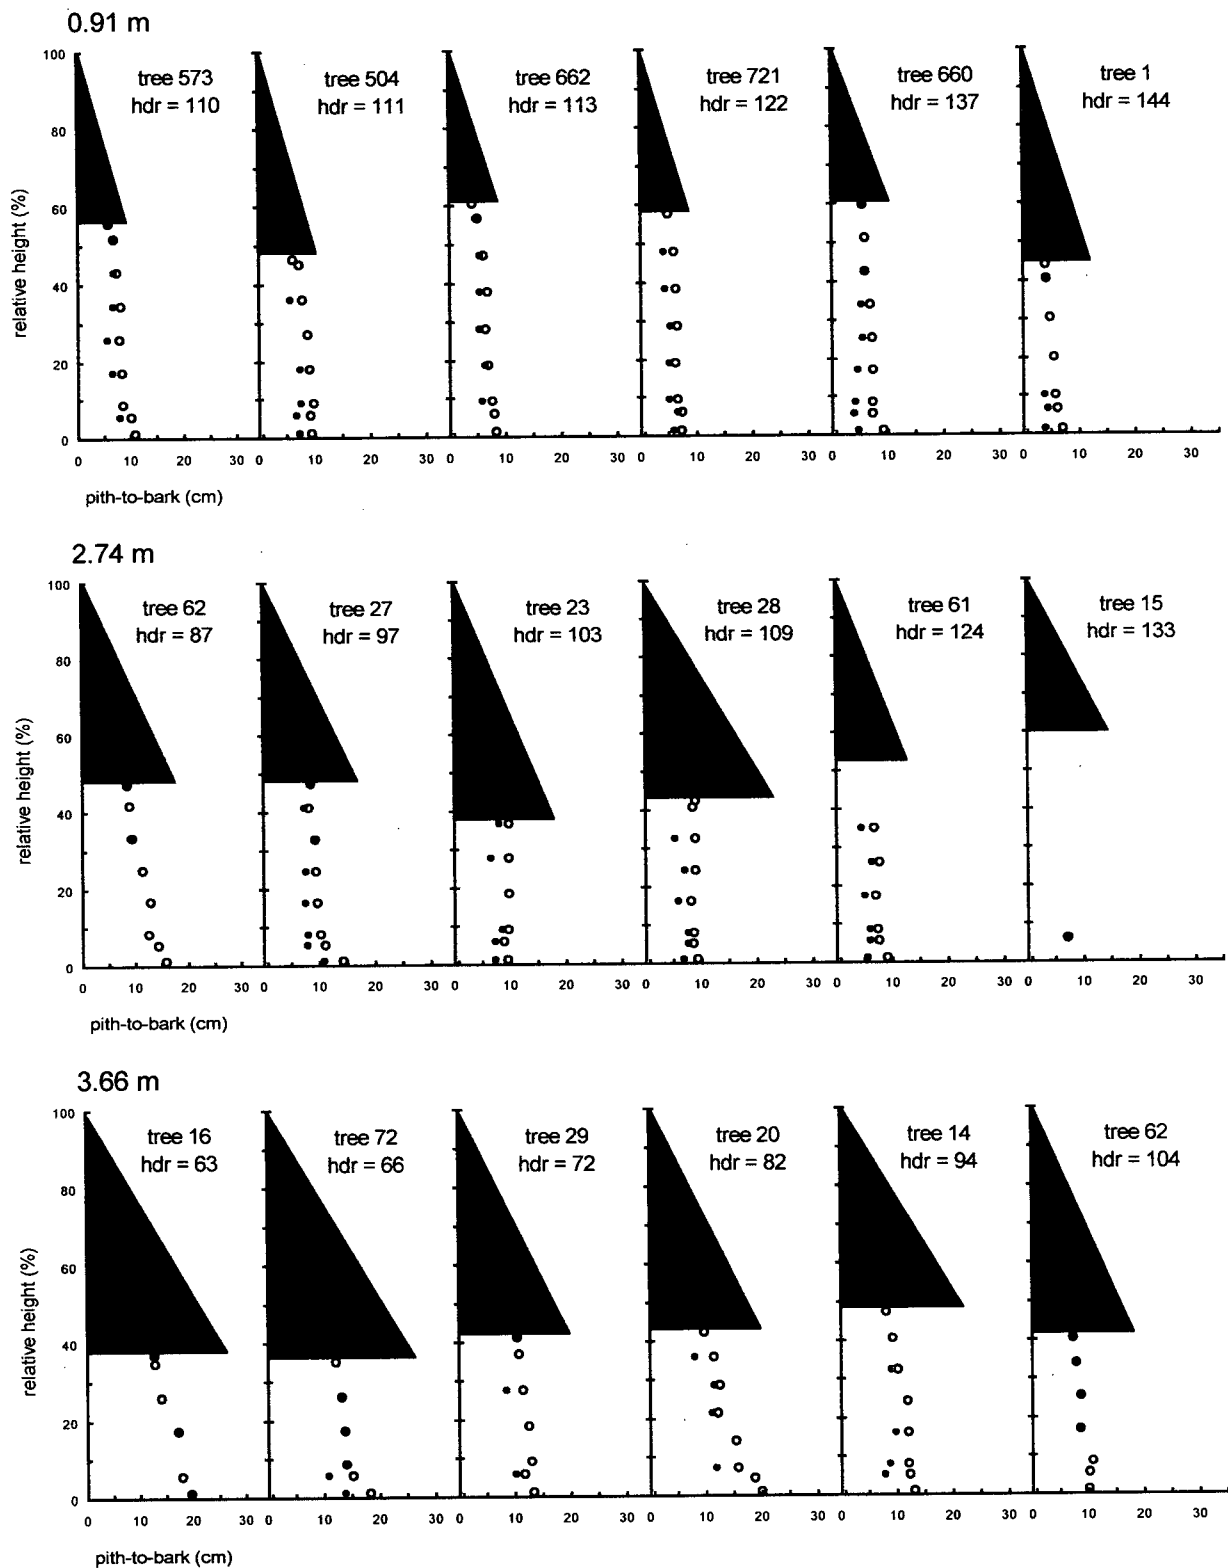 0.91 m
tree 573 tree 504 tree 662 tree 721 tree 660 tree 1
hdr = 110 hdr = 111 hdr = 113 hdr = 122 hdr = 137 hdr = 144
relative height (%)
100
80
60
40
20
0
0 10 20 30 0 10 20 30 0 10 20 30 0 10 20 30 0 10 20 30 0 10 20 30
pith-to-bark (cm)
2.74 m
tree 62 tree 27 tree 23 tree 28 tree 61 tree 15
hdr = 87 hdr = 97 hdr = 103 hdr = 109 hdr = 124 hdr = 133
relative height (%)
100
80
60
40
20
0
0 10 20 30 0 10 20 30 0 10 20 30 0 10 20 30 0 10 20 30 0 10 20 30
pith-to-bark (cm)
3.66 m
tree 16 tree 72 tree 29 tree 20 tree 14 tree 62
hdr = 63 hdr = 66 hdr = 72 hdr = 82 hdr = 94 hdr = 104
relative height (%)
100
80
60
40
20
0
0 10 20 30 0 10 20 30 0 10 20 30 0 10 20 30 0 10 20 30 0 10 20 30
pith-to-bark (cm)